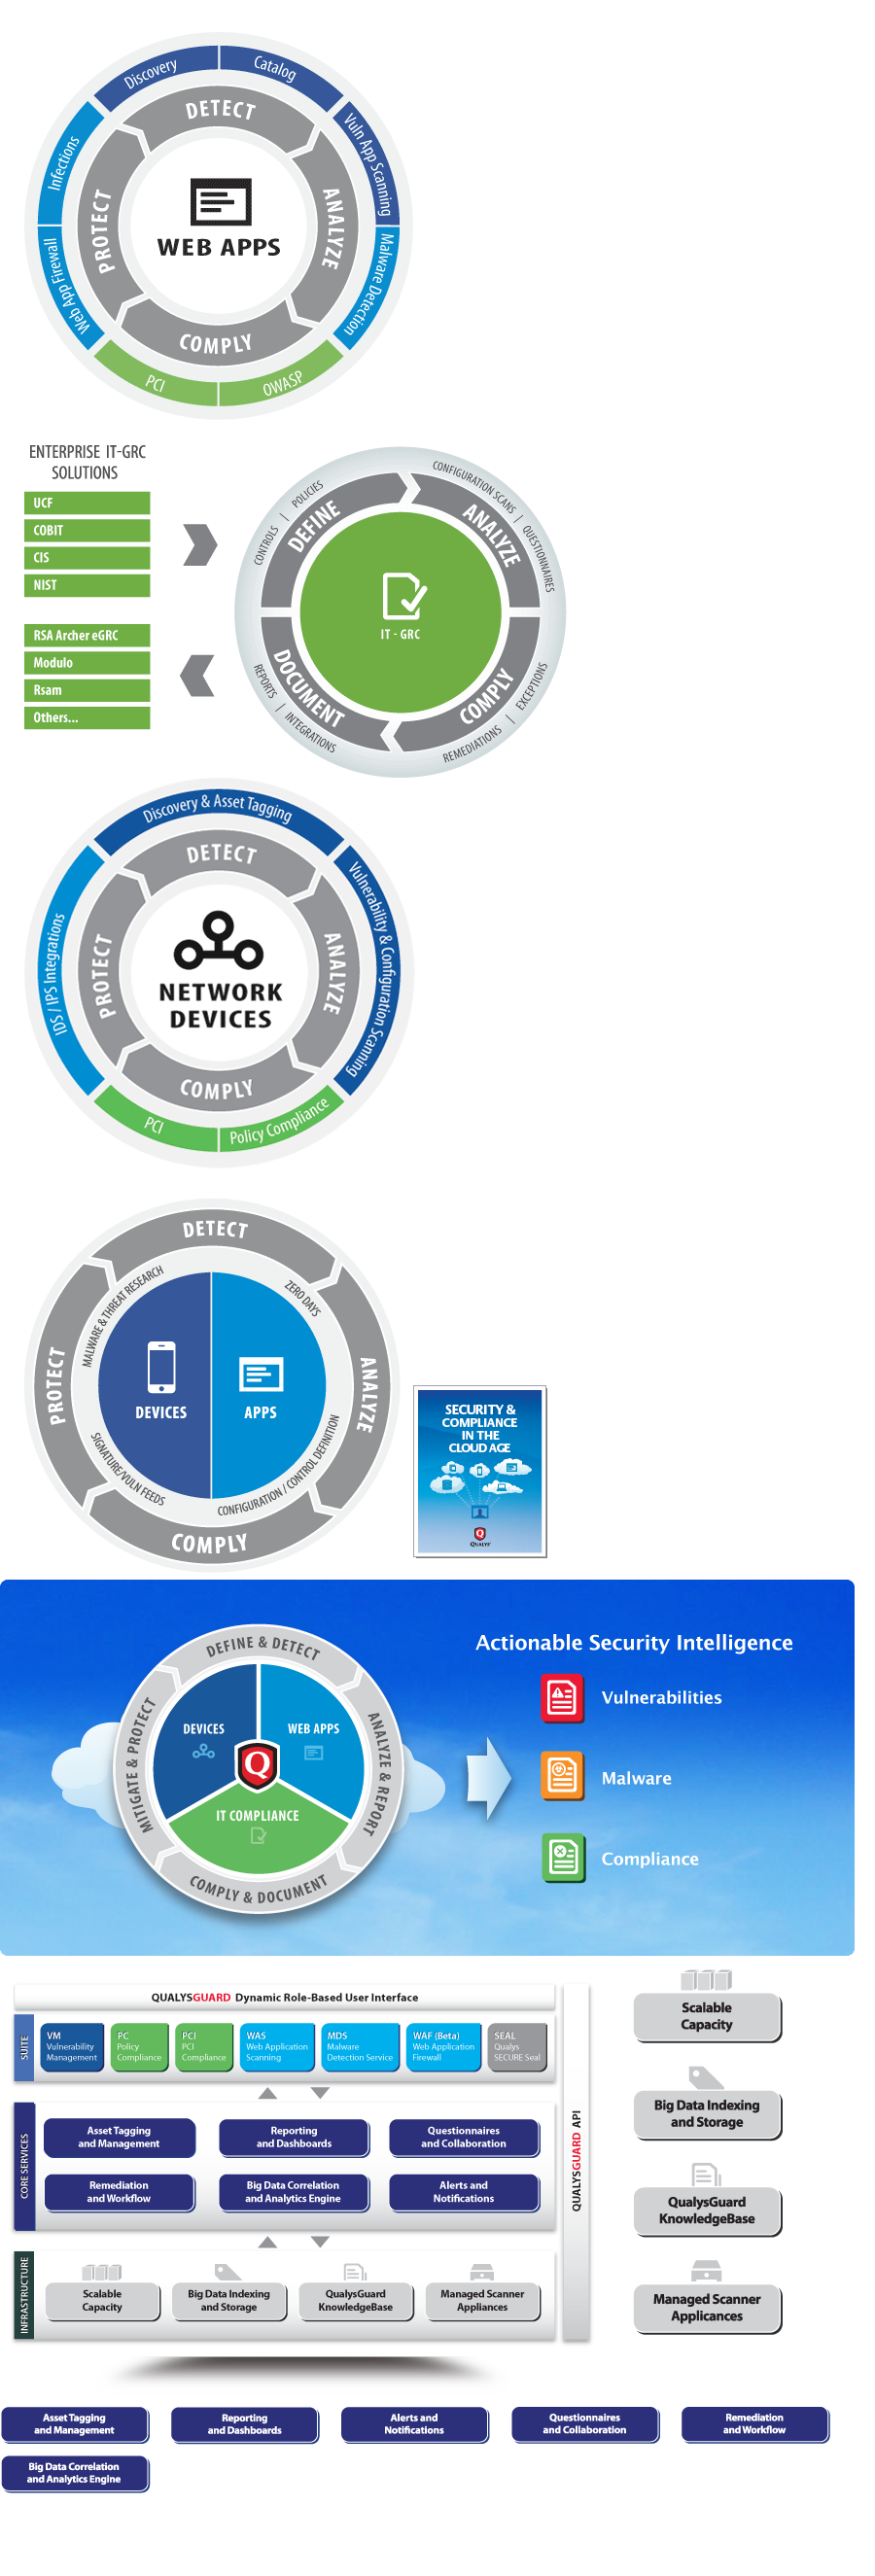 Discovery
Catalog
Vuln App Scanning
Malware Detection
OWASP
PCI
Web App Firewall
Infections
DETECT
ANALYZE
COMPLY
PROTECT
WEB APPS
ENTERPRISE IT-GRC
SOLUTIONS
UCF
COBIT
CIS
NIST
RSA Archer eGRC
Modulo
Rsam
Others...
CONTROLS | POLICIES
CONFIGURATION SCANS | QUESTIONNAIRES
REMEDIATIONS | EXCEPTIONS
REPORTS | INTEGRATIONS
DEFINE
ANALYZE
COMPLY
DOCUMENT
IT - GRC
Discovery & Asset Tagging
Vulnerability & Configuration Scanning
Policy Compliance
PCI
IDS / IPS Integrations
DETECT
ANALYZE
COMPLY
PROTECT
NETWORK
DEVICES
DETECT
ANALYZE
COMPLY
PROTECT
MALWARE & THREAT RESEARCH
ZERO DAYS
CONFIGURATION / CONTROL DEFINITION
SIGNATURE/VULN FEEDS
DEVICES
APPS
SECURITY &
COMPLIANCE
IN THE
CLOUD AGE
QUALYS
DEFINE & DETECT
ANALYZE & REPORT
COMPLY & DOCUMENT
MITIGATE & PROTECT
DEVICES
WEB APPS
Q
IT COMPLIANCE
Actionable Security Intelligence
Vulnerabilities
Malware
Compliance
QUALYSGUARD Dynamic Role-Based User Interface
SUITE
VM
Vulnerability
Management
PC
Policy
Compliance
PCI
PCI
Compliance
WAS
Web Application
Scanning
MDS
Malware
Detection Service
WAF (Beta)
Web Application
Firewall
SEAL
Qualys
SECURE Seal
CORE SERVICES
Asset Tagging
and Management
Reporting
and Dashboards
Questionnaires
and Collaboration
Remediation
and Workflow
Big Data Correlation
and Analytics Engine
Alerts and
Notifications
INFRASTRUCTURE
Scalable
Capacity
Big Data Indexing
and Storage
QualysGuard
KnowledgeBase
Managed Scanner
Appliances
QUALYSGUARD API
Scalable
Capacity
Big Data Indexing
and Storage
QualysGuard
KnowledgeBase
Managed Scanner
Applicances
Asset Tagging
and Management
Reporting
and Dashboards
Alerts and
Notifications
Questionnaires
and Collaboration
Remediation
and Workflow
Big Data Correlation
and Analytics Engine